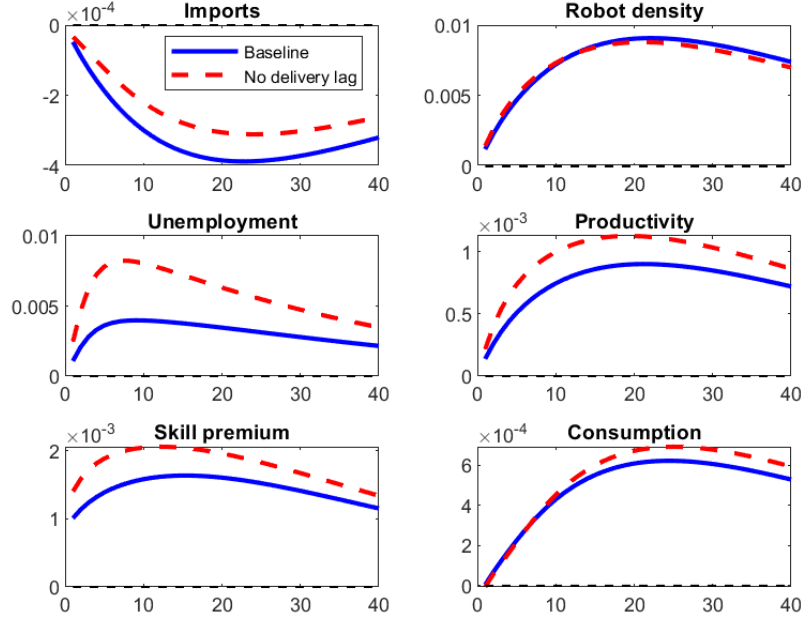 Imports
×10⁻⁴
0
-2
-4
0 10 20 30 40
Baseline
No delivery lag
Robot density
0.01
0.005
0
0 10 20 30 40
Unemployment
0.01
0.005
0
0 10 20 30 40
Productivity
×10⁻³
1
0.5
0
0 10 20 30 40
Skill premium
×10⁻³
2
1
0
0 10 20 30 40
Consumption
×10⁻⁴
6
4
2
0
0 10 20 30 40